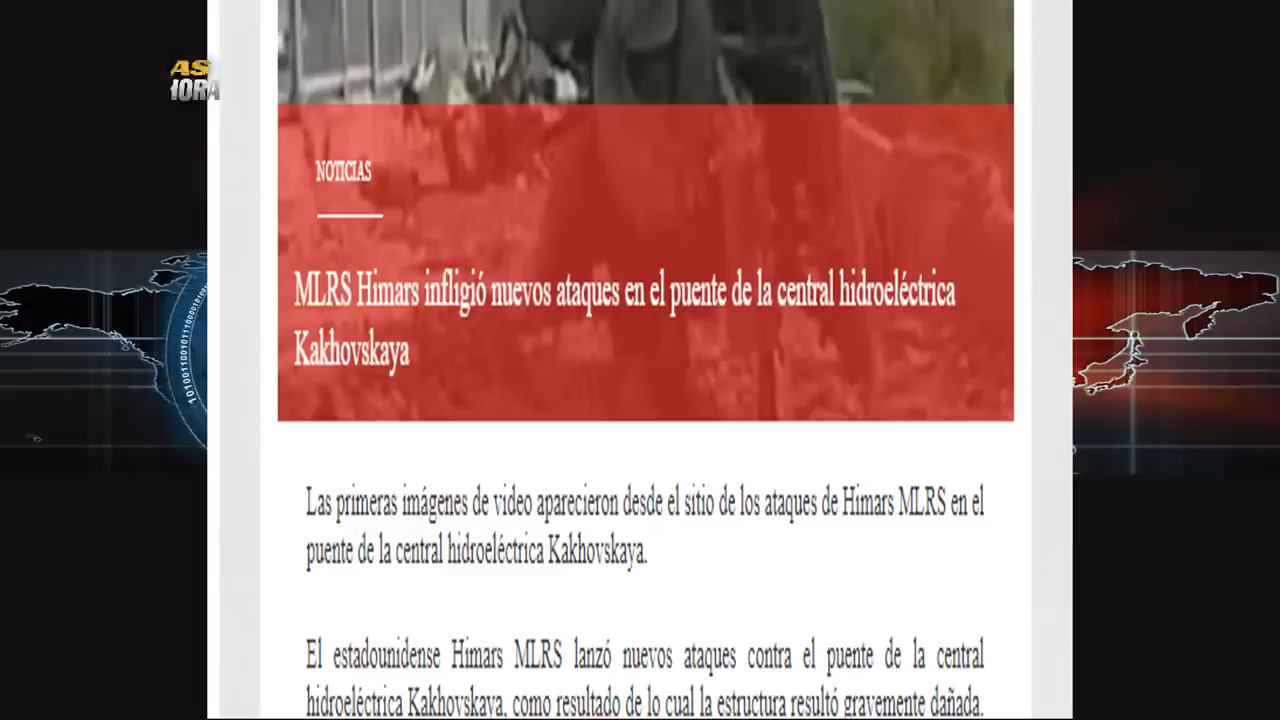 AS
HORA
NOTICIAS
MLRS Himars infligió nuevos ataques en el puente de la central hidroeléctrica
Kakhovskaya
Las primeras imágenes de video aparecieron desde el sitio de los ataques de Himars MLRS en el
puente de la central hidroeléctrica Kakhovskaya.
El estadounidense Himars MLRS lanzó nuevos ataques contra el puente de la central
hidroeléctrica Kakhovskaya, como resultado de lo cual la estructura resultó gravemente dañada.